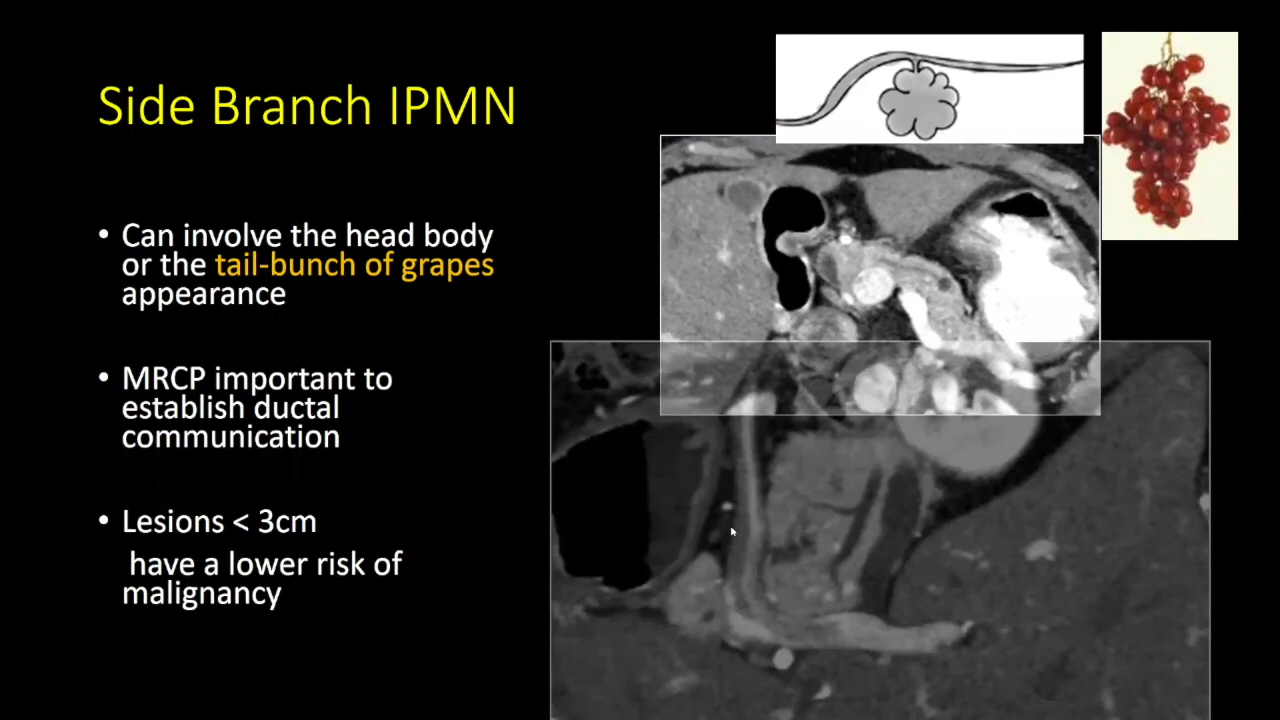 Side Branch IPMN
• Can involve the head body
or the tail-bunch of grapes
appearance
• MRCP important to
establish ductal
communication
• Lesions < 3cm
have a lower risk of
malignancy